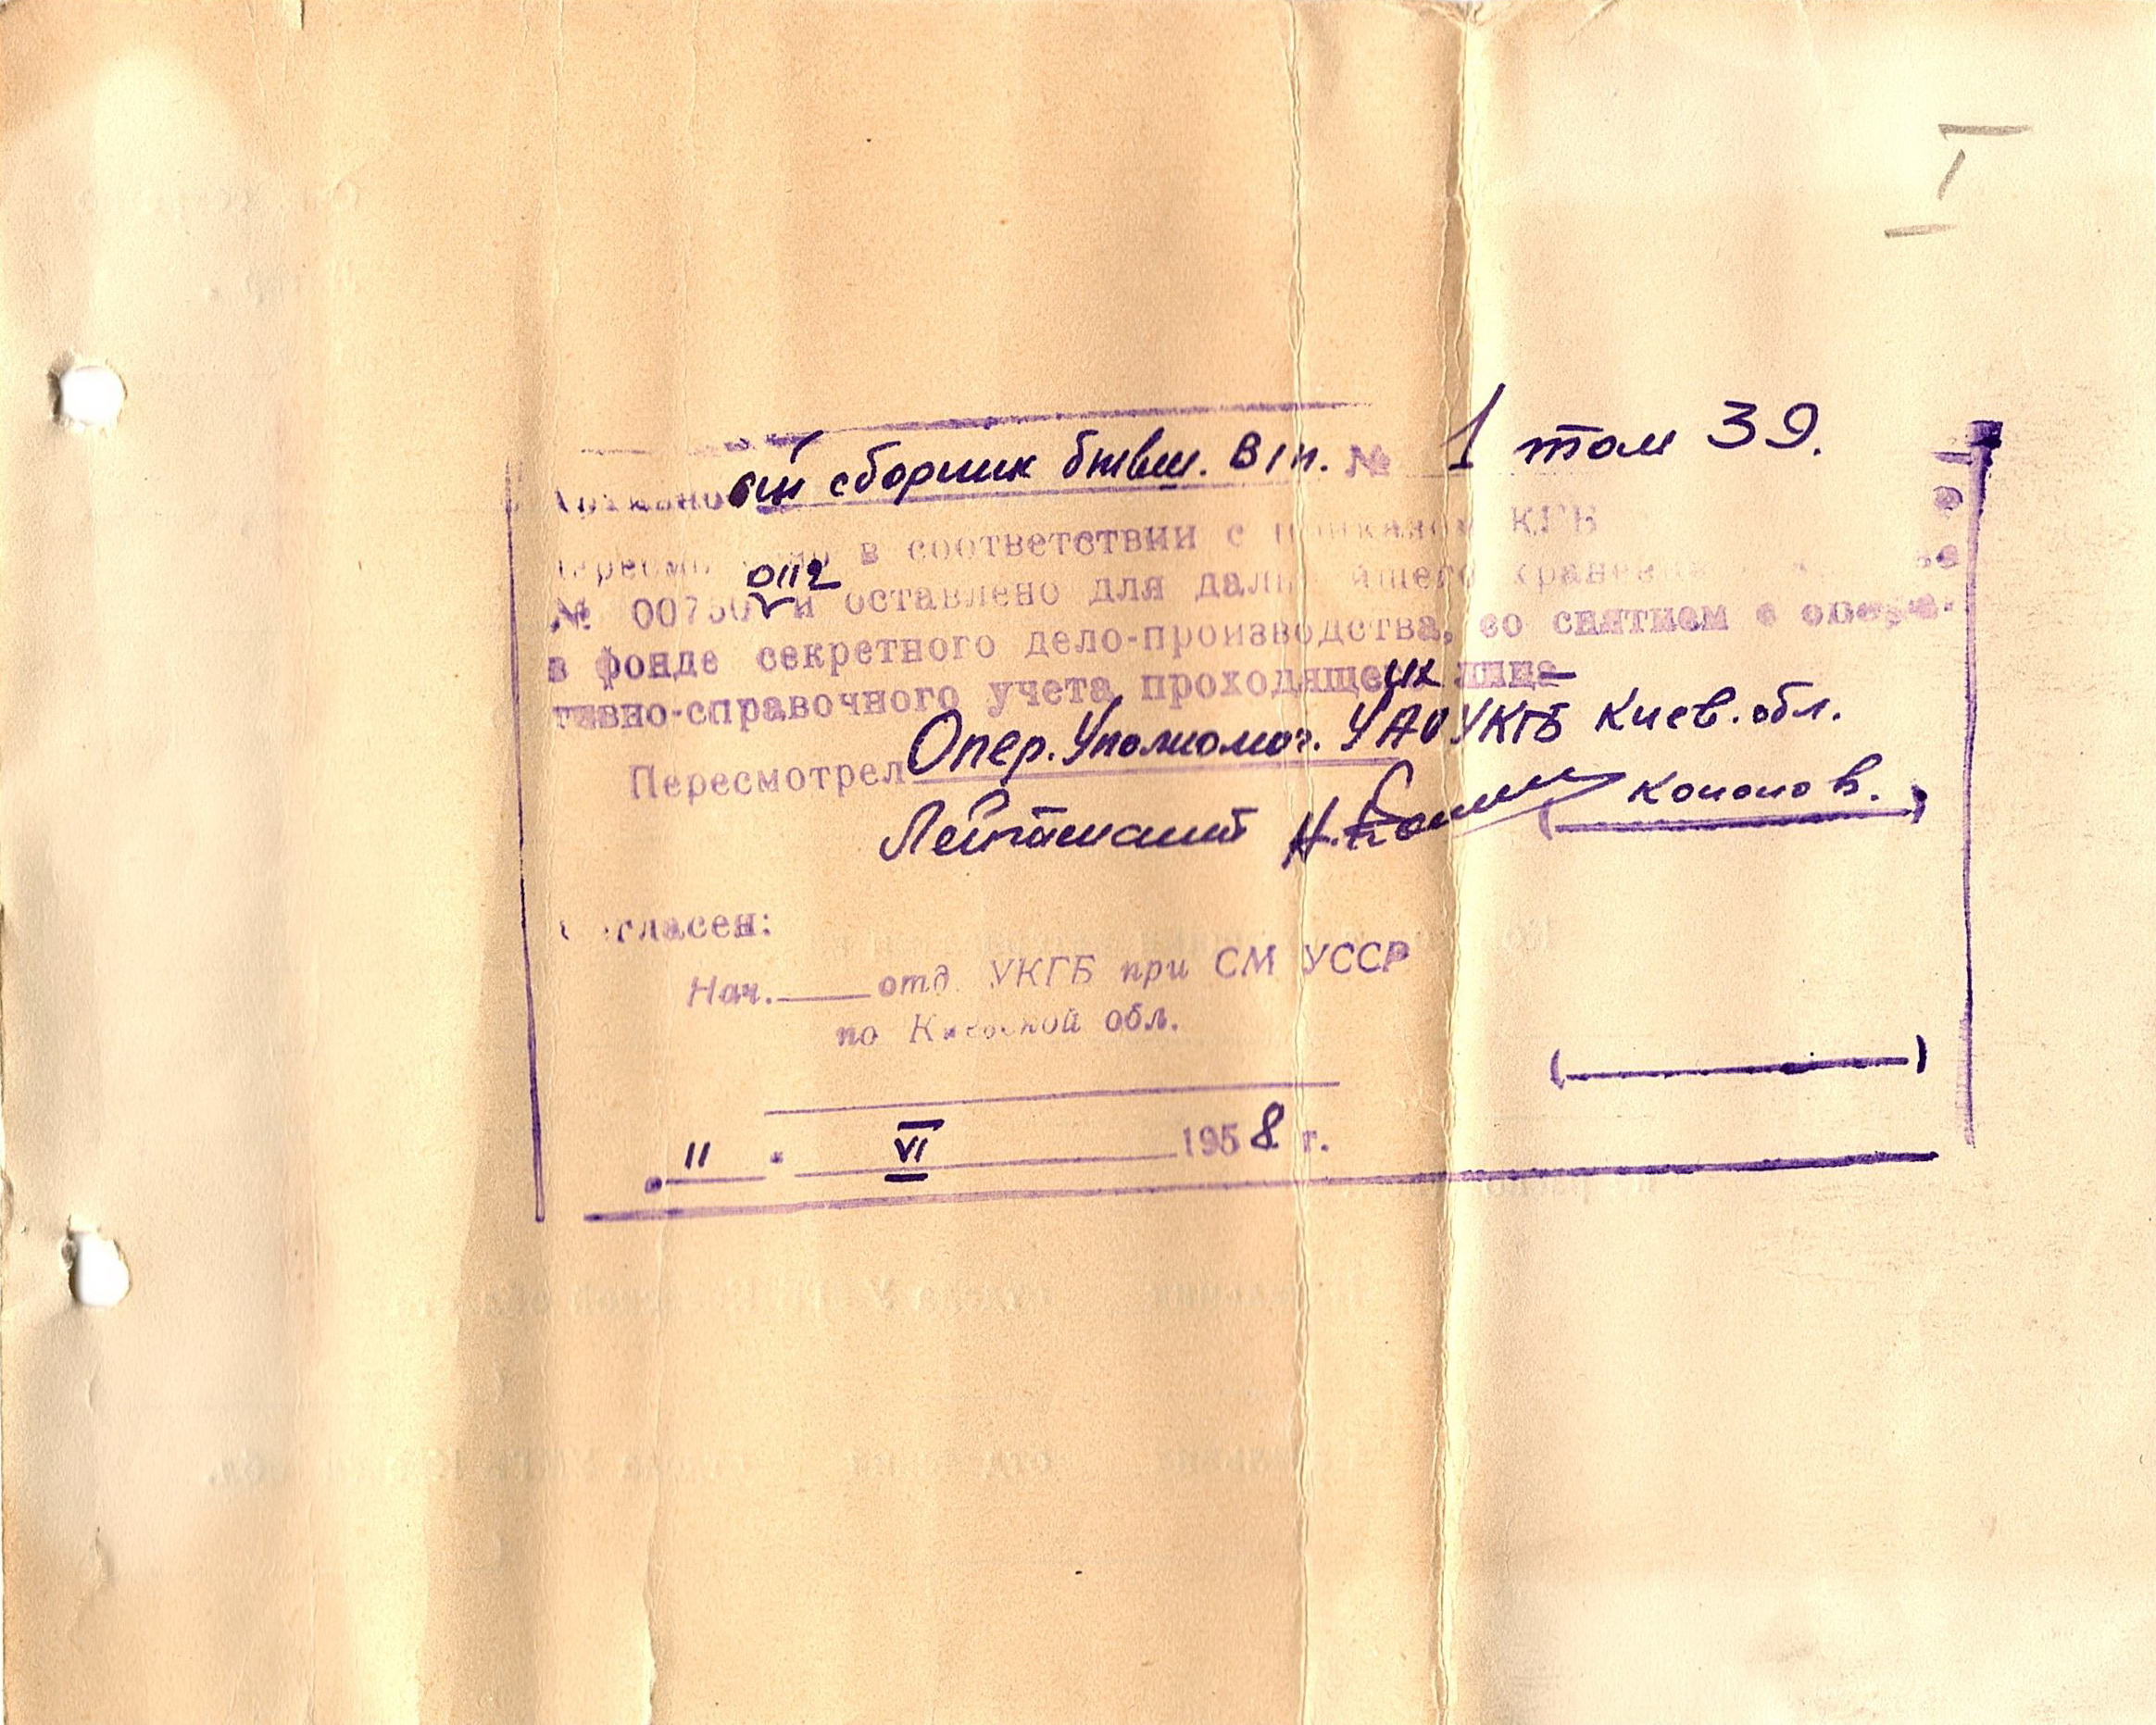 ый сборник бывш. В/п. № 1 том 39.
в соответствии с приказом КГБ
0112
№ 00750 и оставлено для дальнейшего хранения
в фонде секретного дело-производства, со снятием с опера-
тивно-справочного учета проходящих лица
Пересмотрел Опер. Уполномоч. УАО УКГБ Киев. обл.
Лейтенант (Кононов.)
Согласен:
Нач. отд. УКГБ при СМ УССР
по Киевской обл.
( )
"11" VI 1958 г.